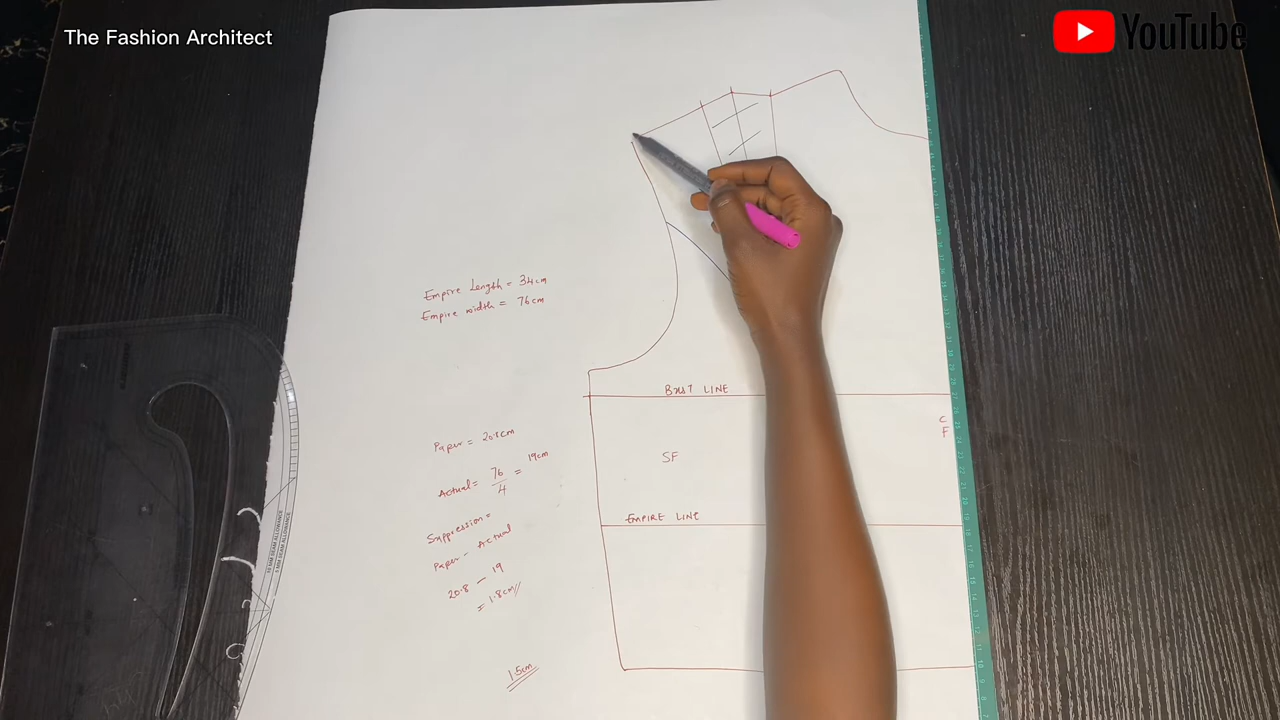 The Fashion Architect
YouTube
Empire Length = 34cm
Empire width = 76cm
BUST LINE
C
F
Paper = 20.8cm
SF
Actual = 76/4 = 19cm
EMPIRE LINE
Suppression =
Paper - Actual
20.8 - 19
= 1.8cm//
1.5cm